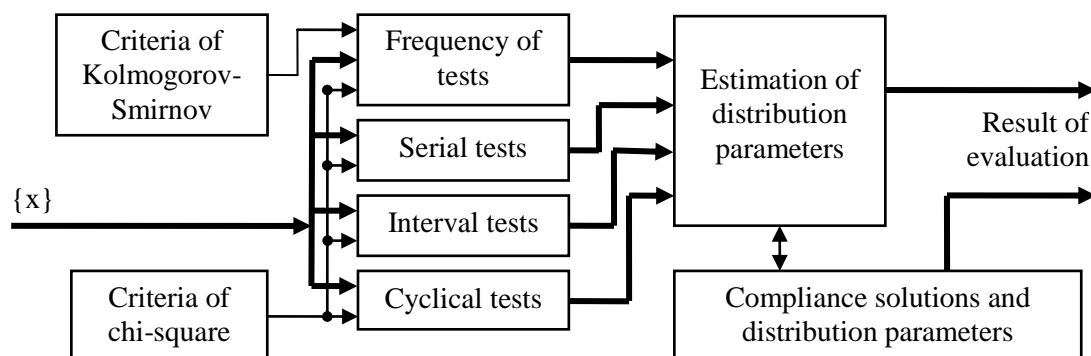 Criteria of
Kolmogorov-
Smirnov
Frequency of
tests
Serial tests
Interval tests
Cyclical tests
{x}
Criteria of
chi-square
Estimation of
distribution
parameters
Result of
evaluation
Compliance solutions and
distribution parameters